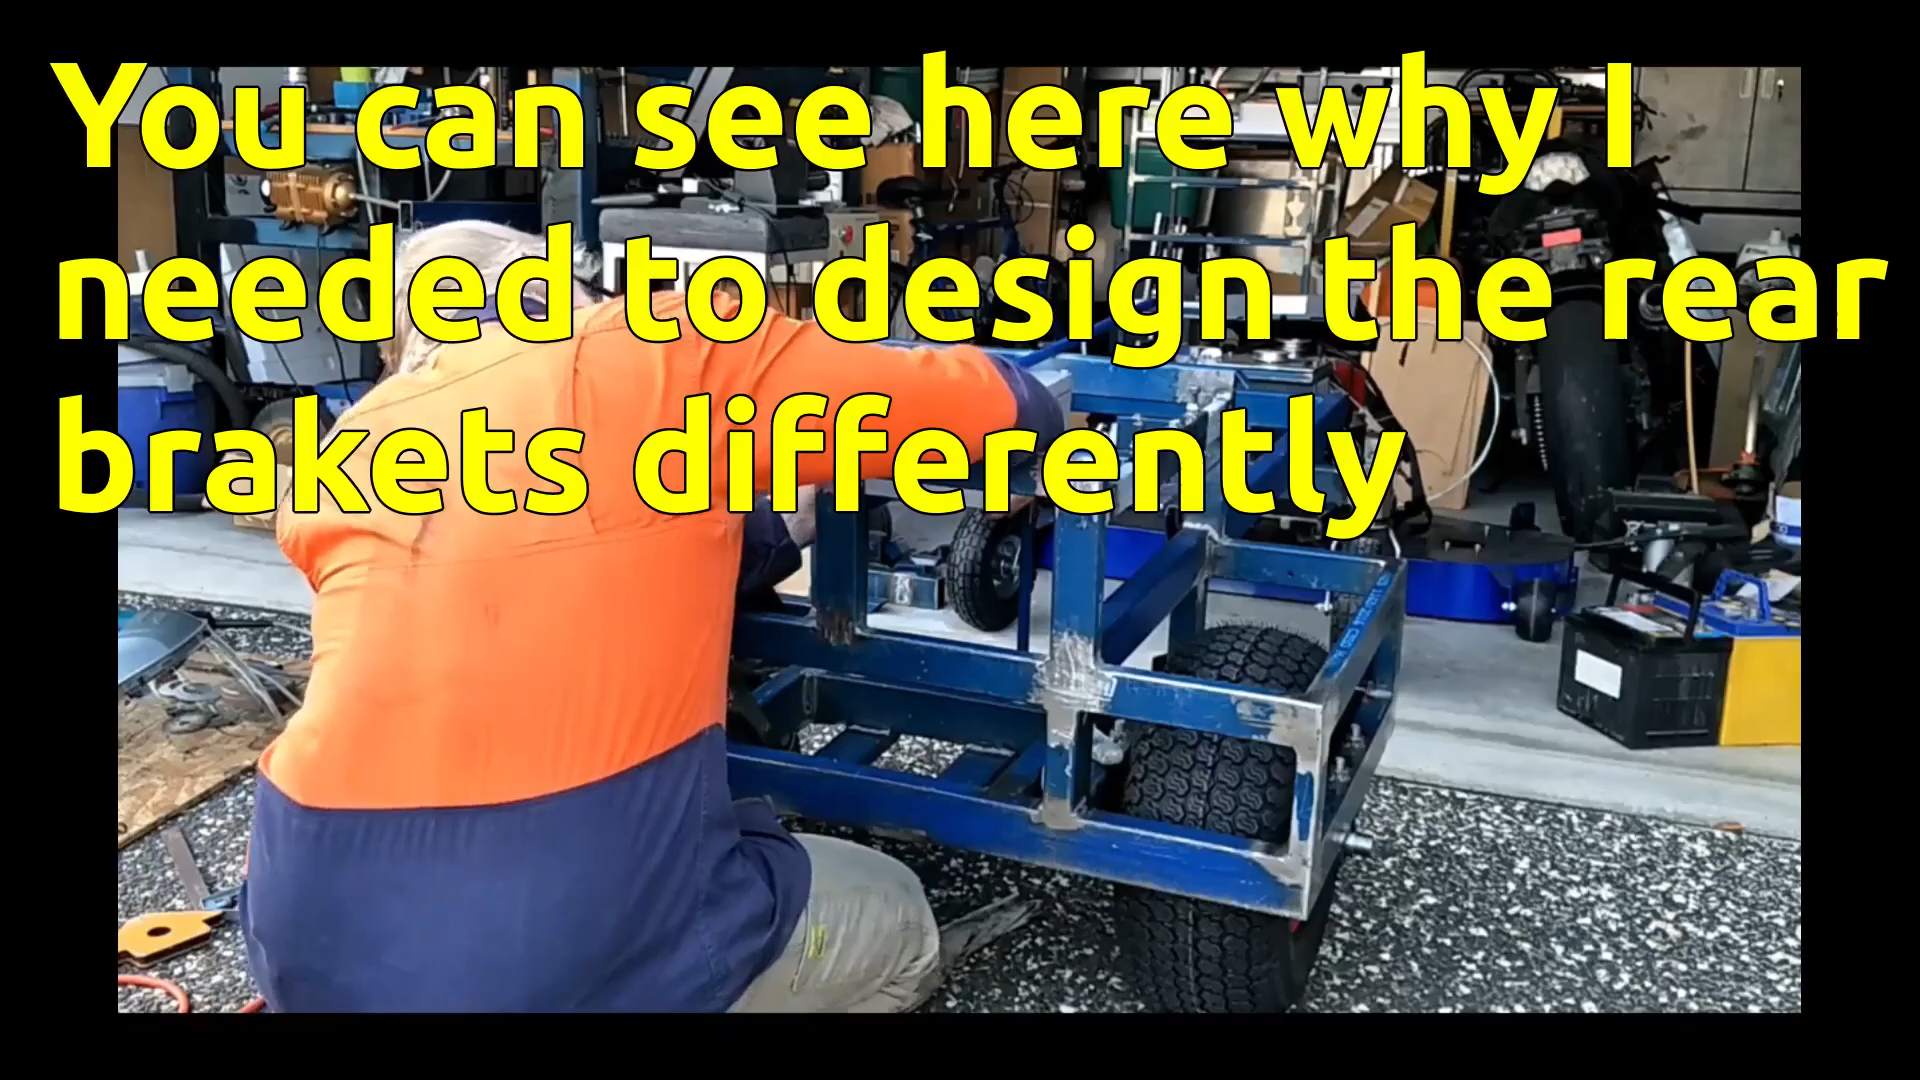 You can see here why I
needed to design the rear
brakets differently